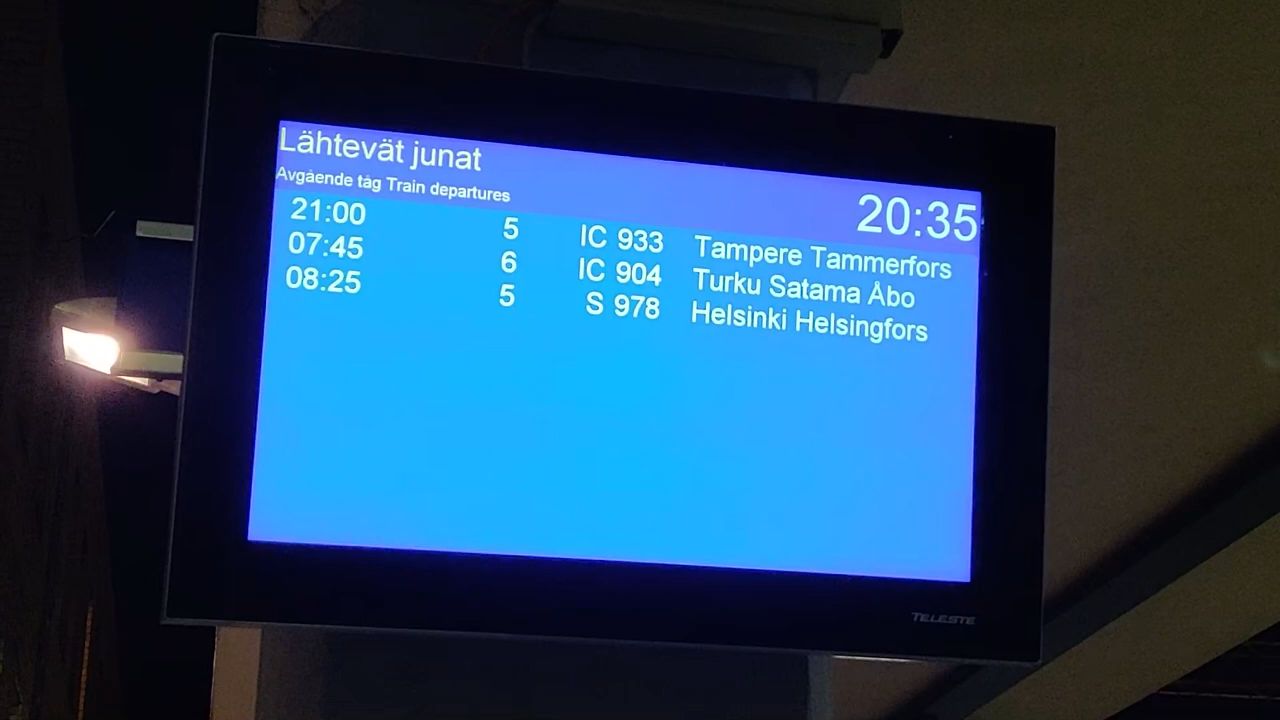 Lähtevät junat
Avgående tåg Train departures
20:35
21:00 5 IC 933 Tampere Tammerfors
07:45 6 IC 904 Turku Satama Åbo
08:25 5 S 978 Helsinki Helsingfors
TELESTE